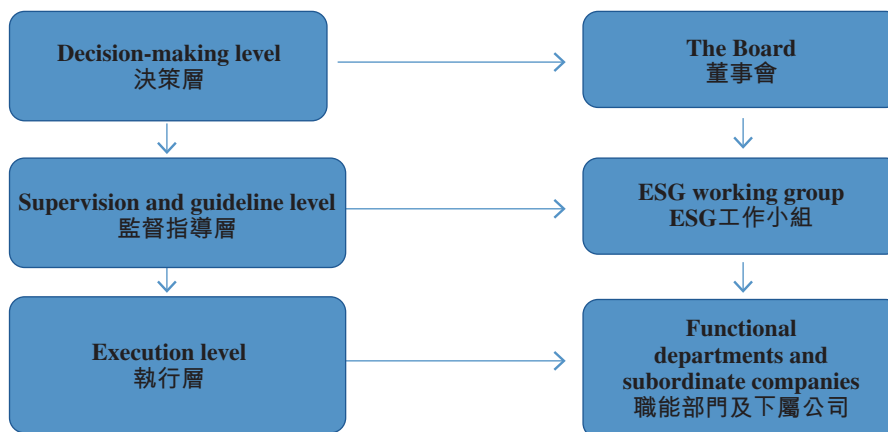 Decision-making level
決策層
The Board
董事會
Supervision and guideline level
監督指導層
ESG working group
ESG工作小組
Execution level
執行層
Functional
departments and
subordinate companies
職能部門及下屬公司